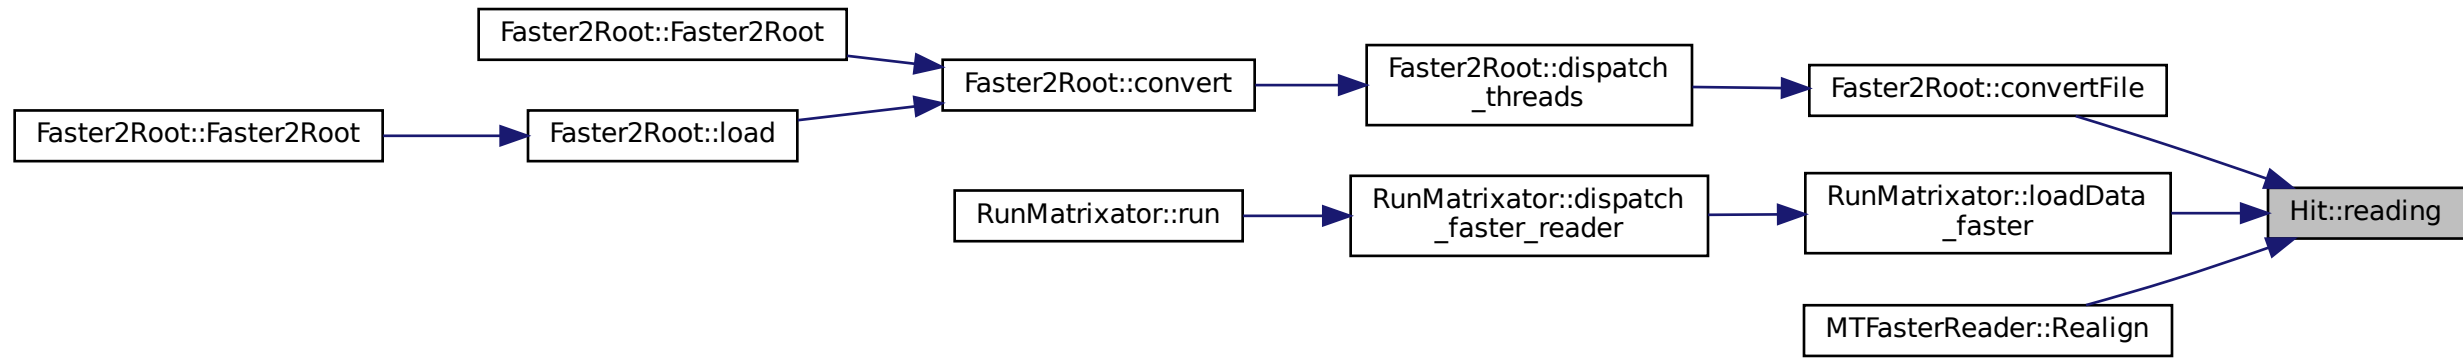 Faster2Root::Faster2Root
Faster2Root::Faster2Root
Faster2Root::load
Faster2Root::convert
Faster2Root::dispatch
_threads
Faster2Root::convertFile
RunMatrixator::run
RunMatrixator::dispatch
_faster_reader
RunMatrixator::loadData
_faster
MTFasterReader::Realign
Hit::reading